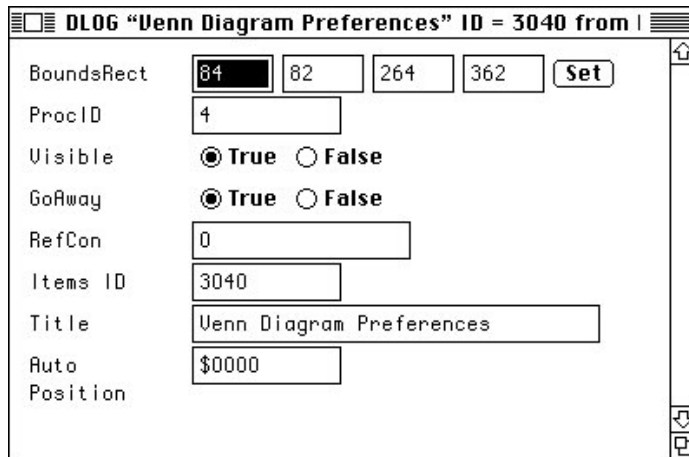 DLOG “Venn Diagram Preferences” ID = 3040 from
BoundsRect 84 82 264 362 Set
ProcID 4
Visible True False
GoAway True False
RefCon 0
Items ID 3040
Title Venn Diagram Preferences
Auto $0000
Position